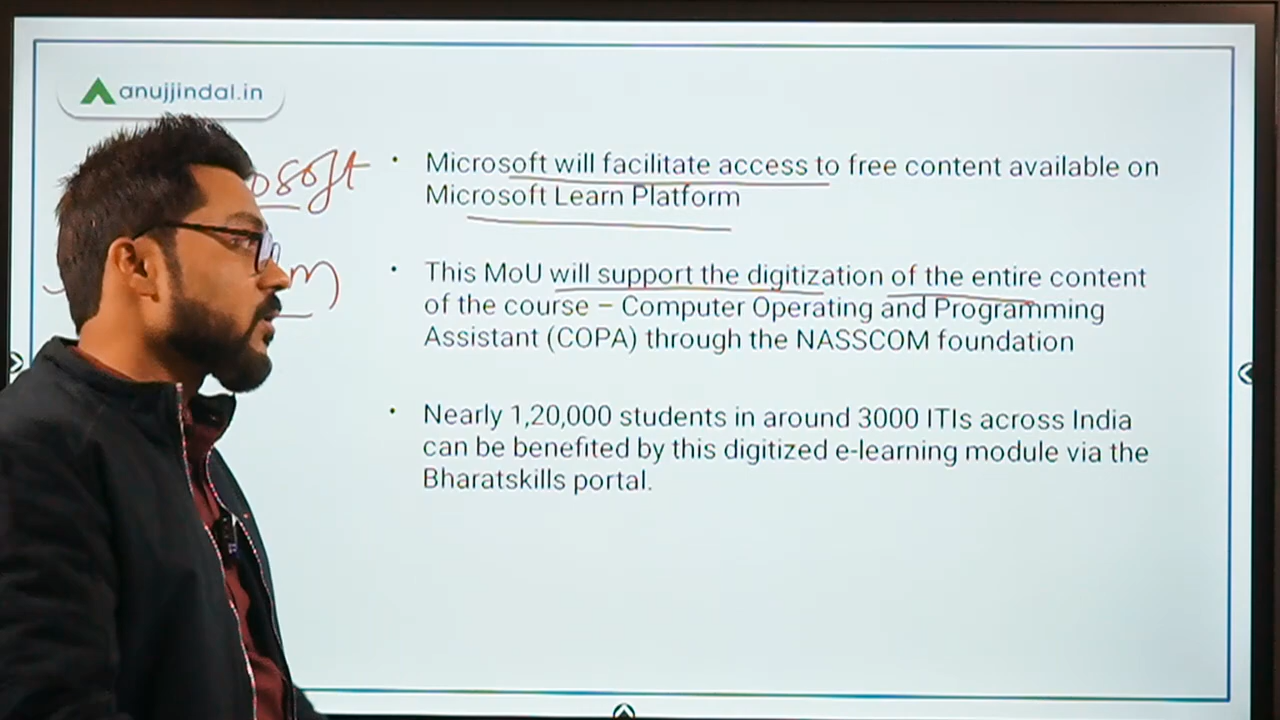 anujjindal.in
• Microsoft will facilitate access to free content available on
Microsoft Learn Platform
• This MoU will support the digitization of the entire content
of the course – Computer Operating and Programming
Assistant (COPA) through the NASSCOM foundation
• Nearly 1,20,000 students in around 3000 ITIs across India
can be benefited by this digitized e-learning module via the
Bharatskills portal.